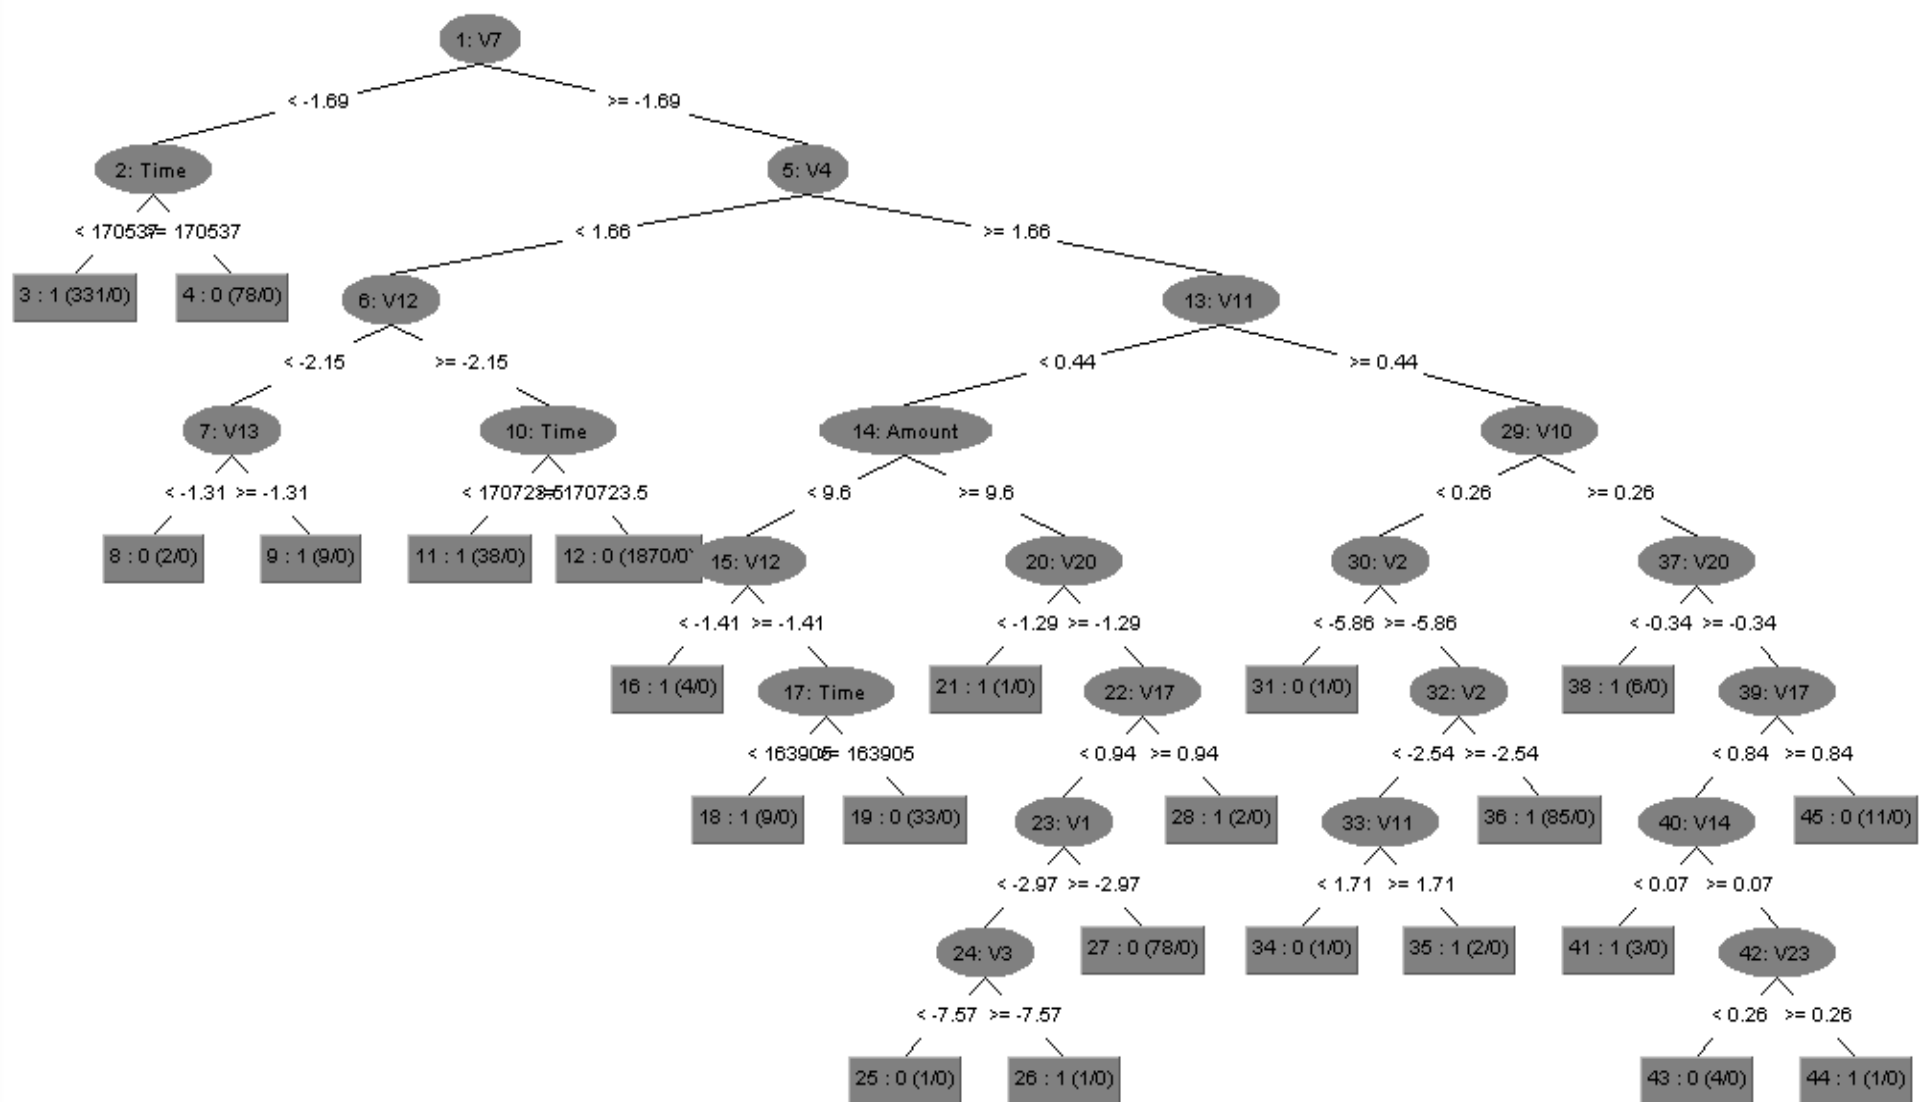 1: V7
< -1.69 >= -1.69
2: Time 5: V4
< 170537 >= 170537 < 1.66 >= 1.66
3 : 1 (331/0) 4 : 0 (78/0) 6: V12 13: V11
< -2.15 >= -2.15 < 0.44 >= 0.44
7: V13 10: Time 14: Amount 29: V10
< -1.31 >= -1.31 < 170723.5 >= 170723.5 < 9.6 >= 9.6 < 0.26 >= 0.26
8 : 0 (2/0) 9 : 1 (9/0) 11 : 1 (38/0) 12 : 0 (1870/0) 15: V12 20: V20 30: V2 37: V20
< -1.41 >= -1.41 < -1.29 >= -1.29 < -5.86 >= -5.86 < -0.34 >= -0.34
16 : 1 (4/0) 17: Time 21 : 1 (1/0) 22: V17 31 : 0 (1/0) 32: V2 38 : 1 (6/0) 39: V17
< 163905 >= 163905 < 0.94 >= 0.94 < -2.54 >= -2.54 < 0.84 >= 0.84
18 : 1 (9/0) 19 : 0 (33/0) 23: V1 28 : 1 (2/0) 33: V11 36 : 1 (85/0) 40: V14 45 : 0 (11/0)
< -2.97 >= -2.97 < 1.71 >= 1.71 < 0.07 >= 0.07
24: V3 27 : 0 (78/0) 34 : 0 (1/0) 35 : 1 (2/0) 41 : 1 (3/0) 42: V23
< -7.57 >= -7.57 < 0.26 >= 0.26
25 : 0 (1/0) 26 : 1 (1/0) 43 : 0 (4/0) 44 : 1 (1/0)